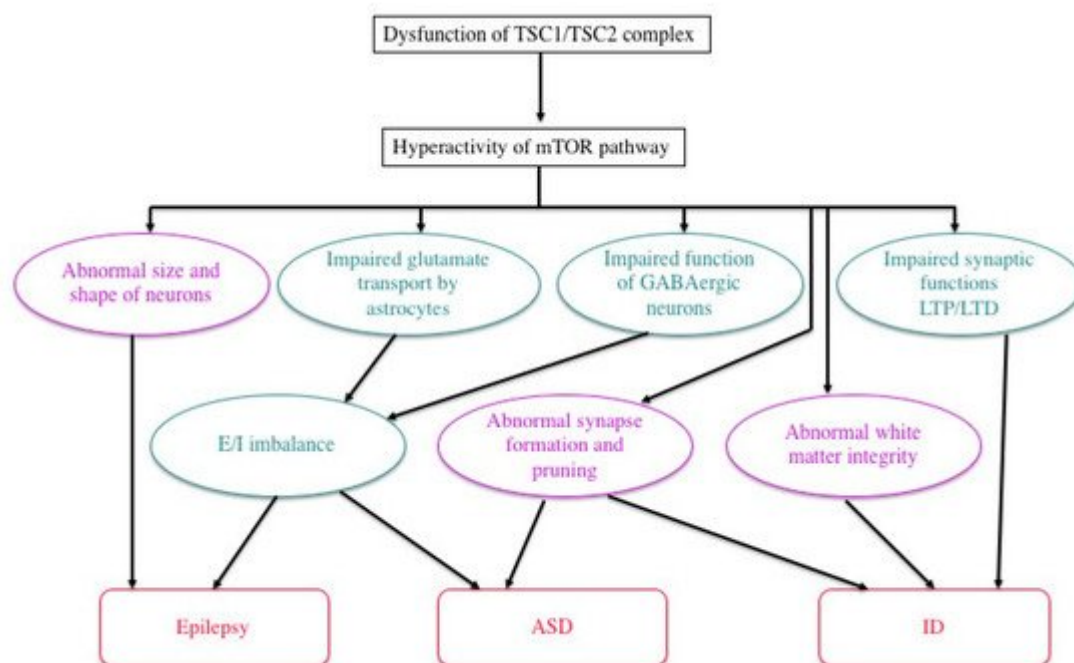 Dysfunction of TSC1/TSC2 complex
Hyperactivity of mTOR pathway
Abnormal size and
shape of neurons
Impaired glutamate
transport by
astrocytes
Impaired function
of GABAergic
neurons
Impaired synaptic
functions
LTP/LTD
E/I imbalance
Abnormal synapse
formation and
pruning
Abnormal white
matter integrity
Epilepsy
ASD
ID